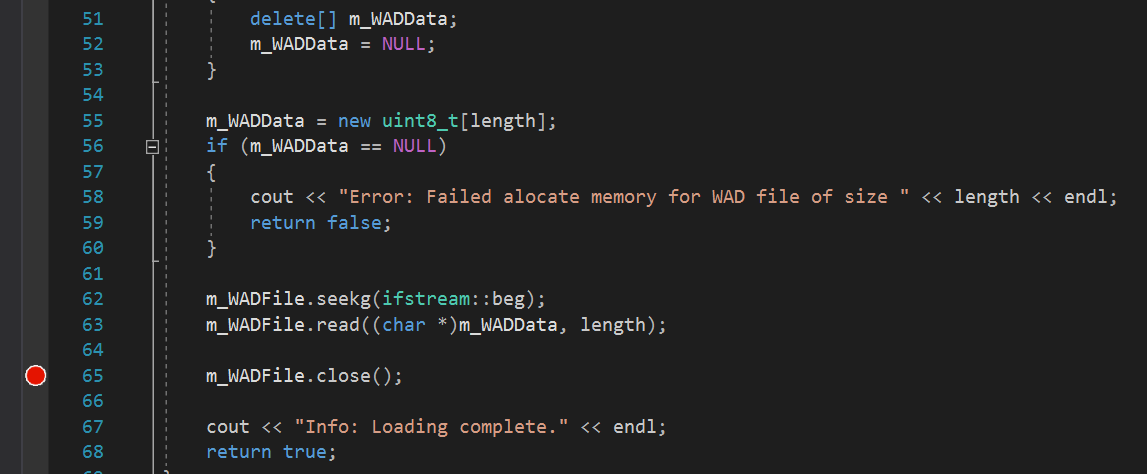 51 delete[] m_WADData;
52 m_WADData = NULL;
53 }
54
55 m_WADData = new uint8_t[length];
56 if (m_WADData == NULL)
57 {
58 cout << "Error: Failed alocate memory for WAD file of size " << length << endl;
59 return false;
60 }
61
62 m_WADFile.seekg(ifstream::beg);
63 m_WADFile.read((char *)m_WADData, length);
64
65 m_WADFile.close();
66
67 cout << "Info: Loading complete." << endl;
68 return true;